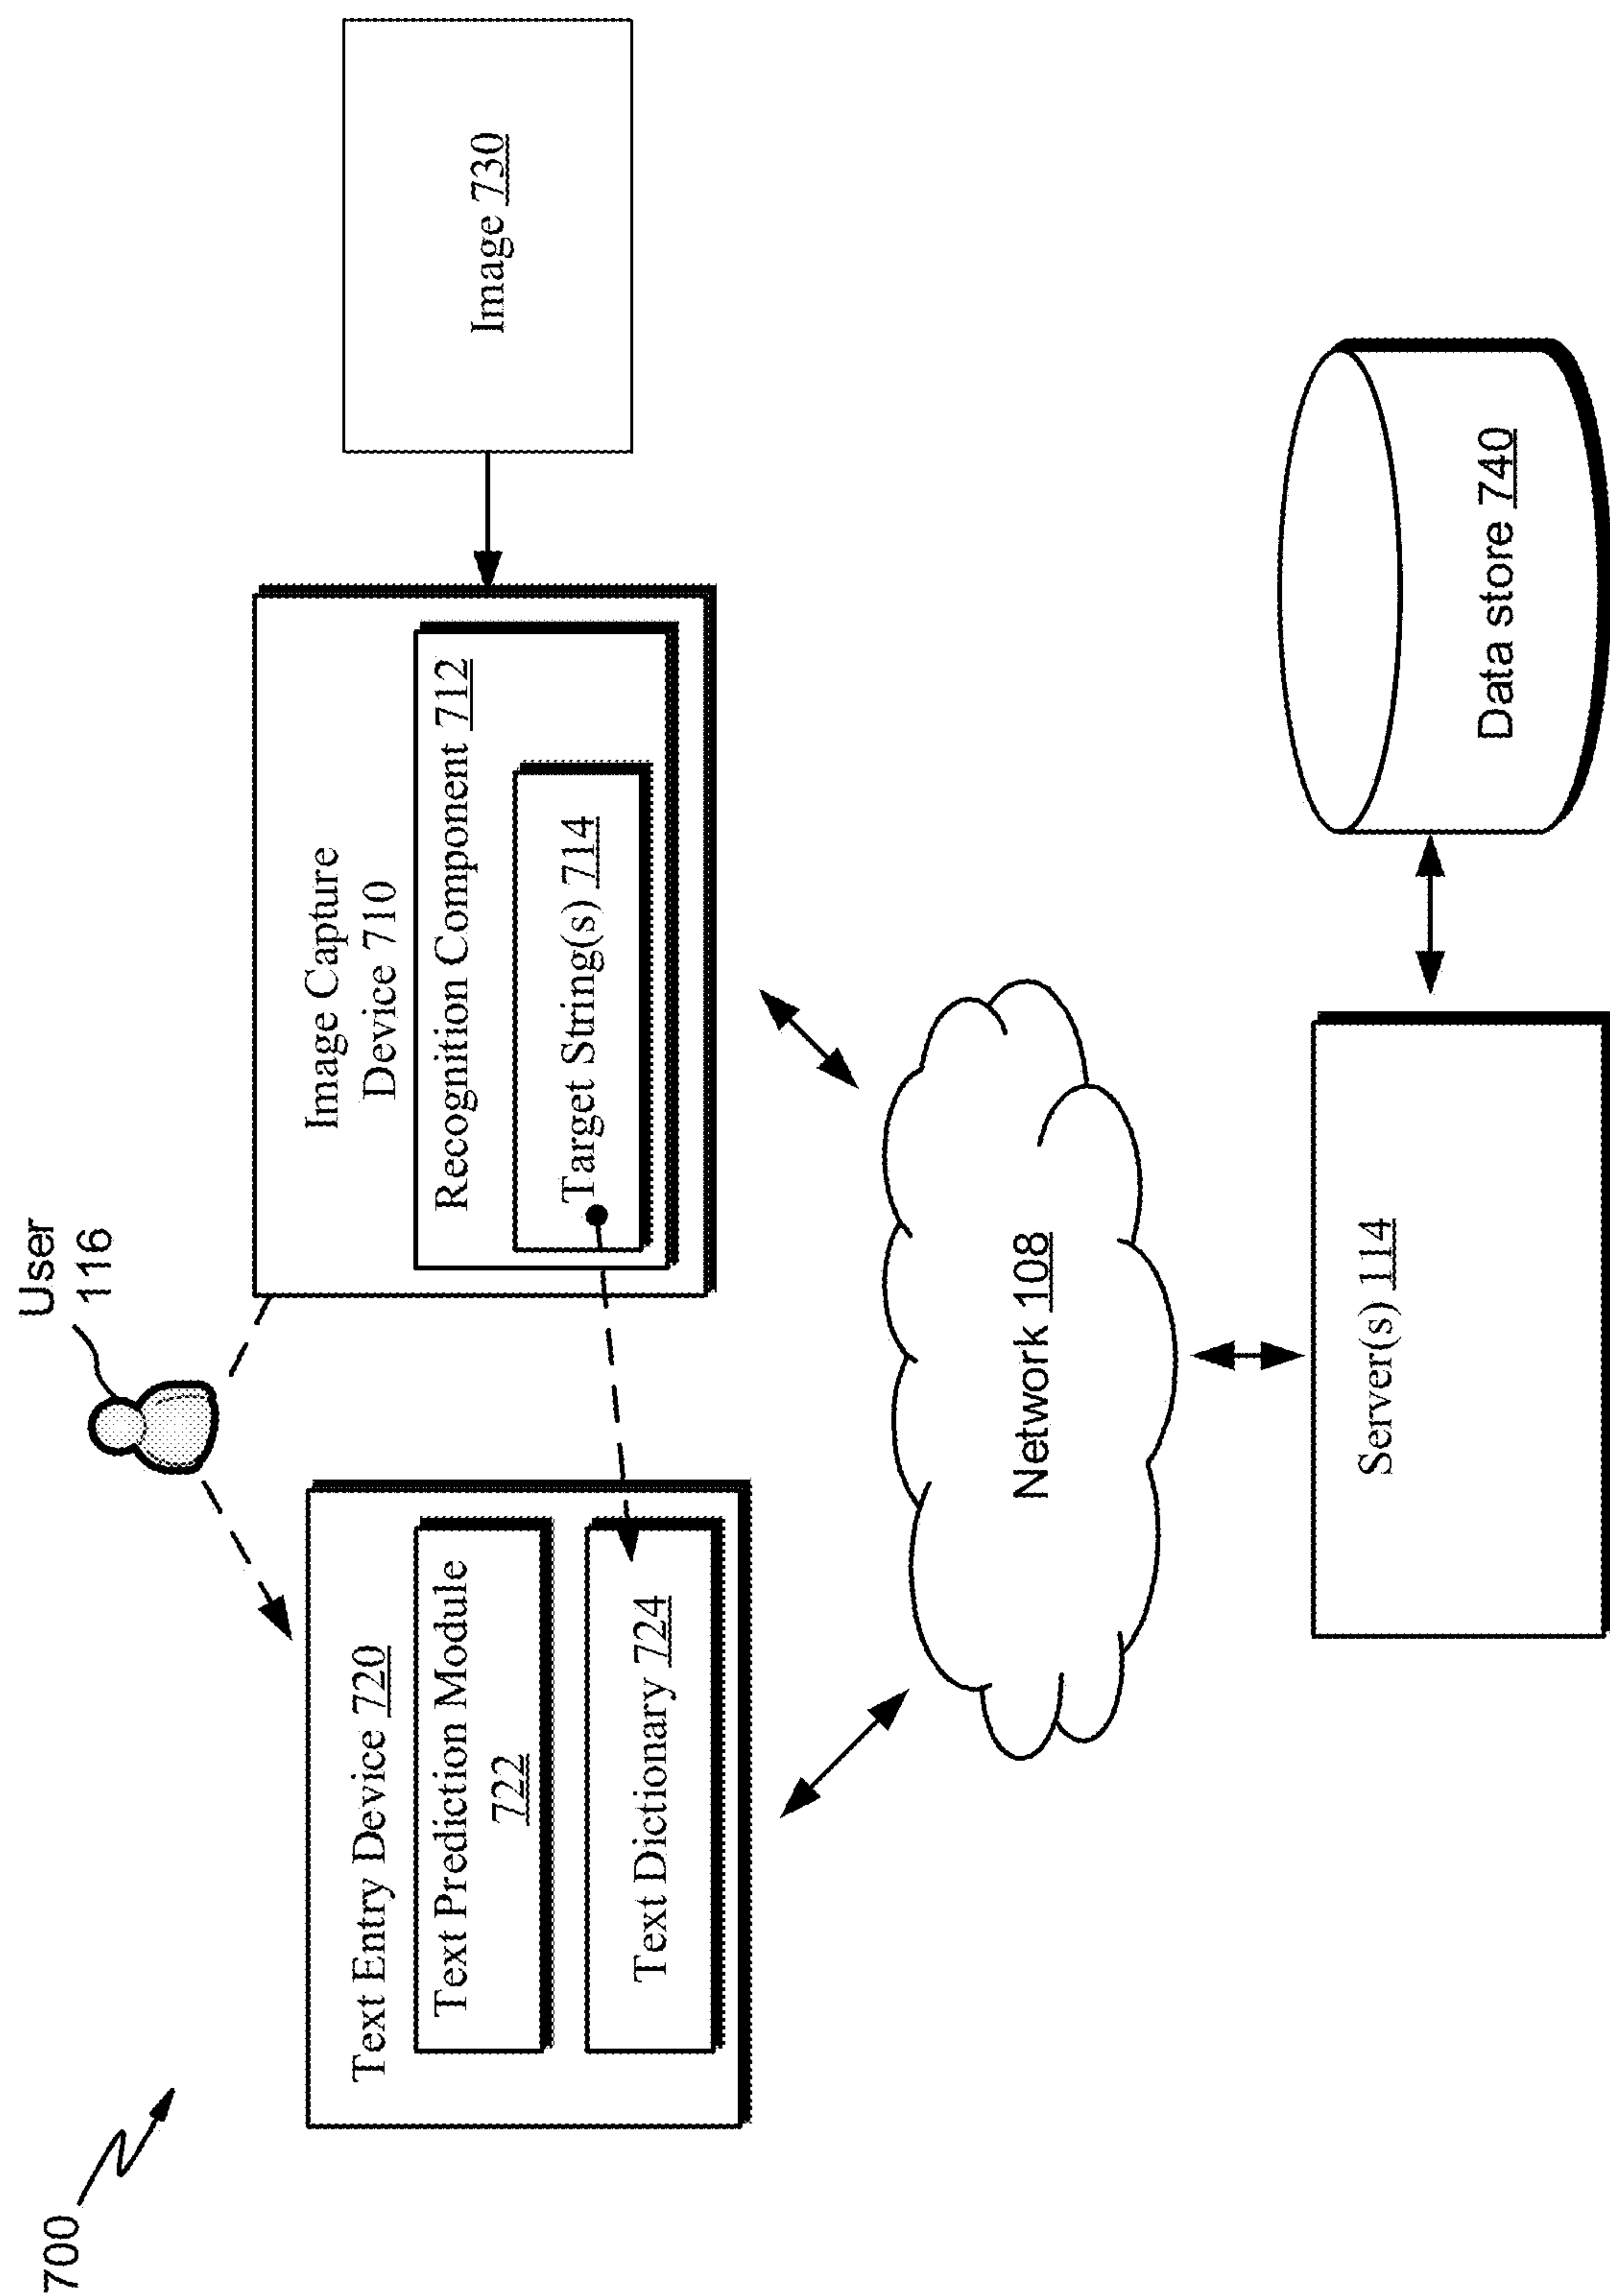 700
User
116
Text Entry Device 720
Text Prediction Module
722
Text Dictionary 724
Image Capture
Device 710
Recognition Component 712
Target String(s) 714
Image 730
Network 108
Server(s) 114
Data store 740